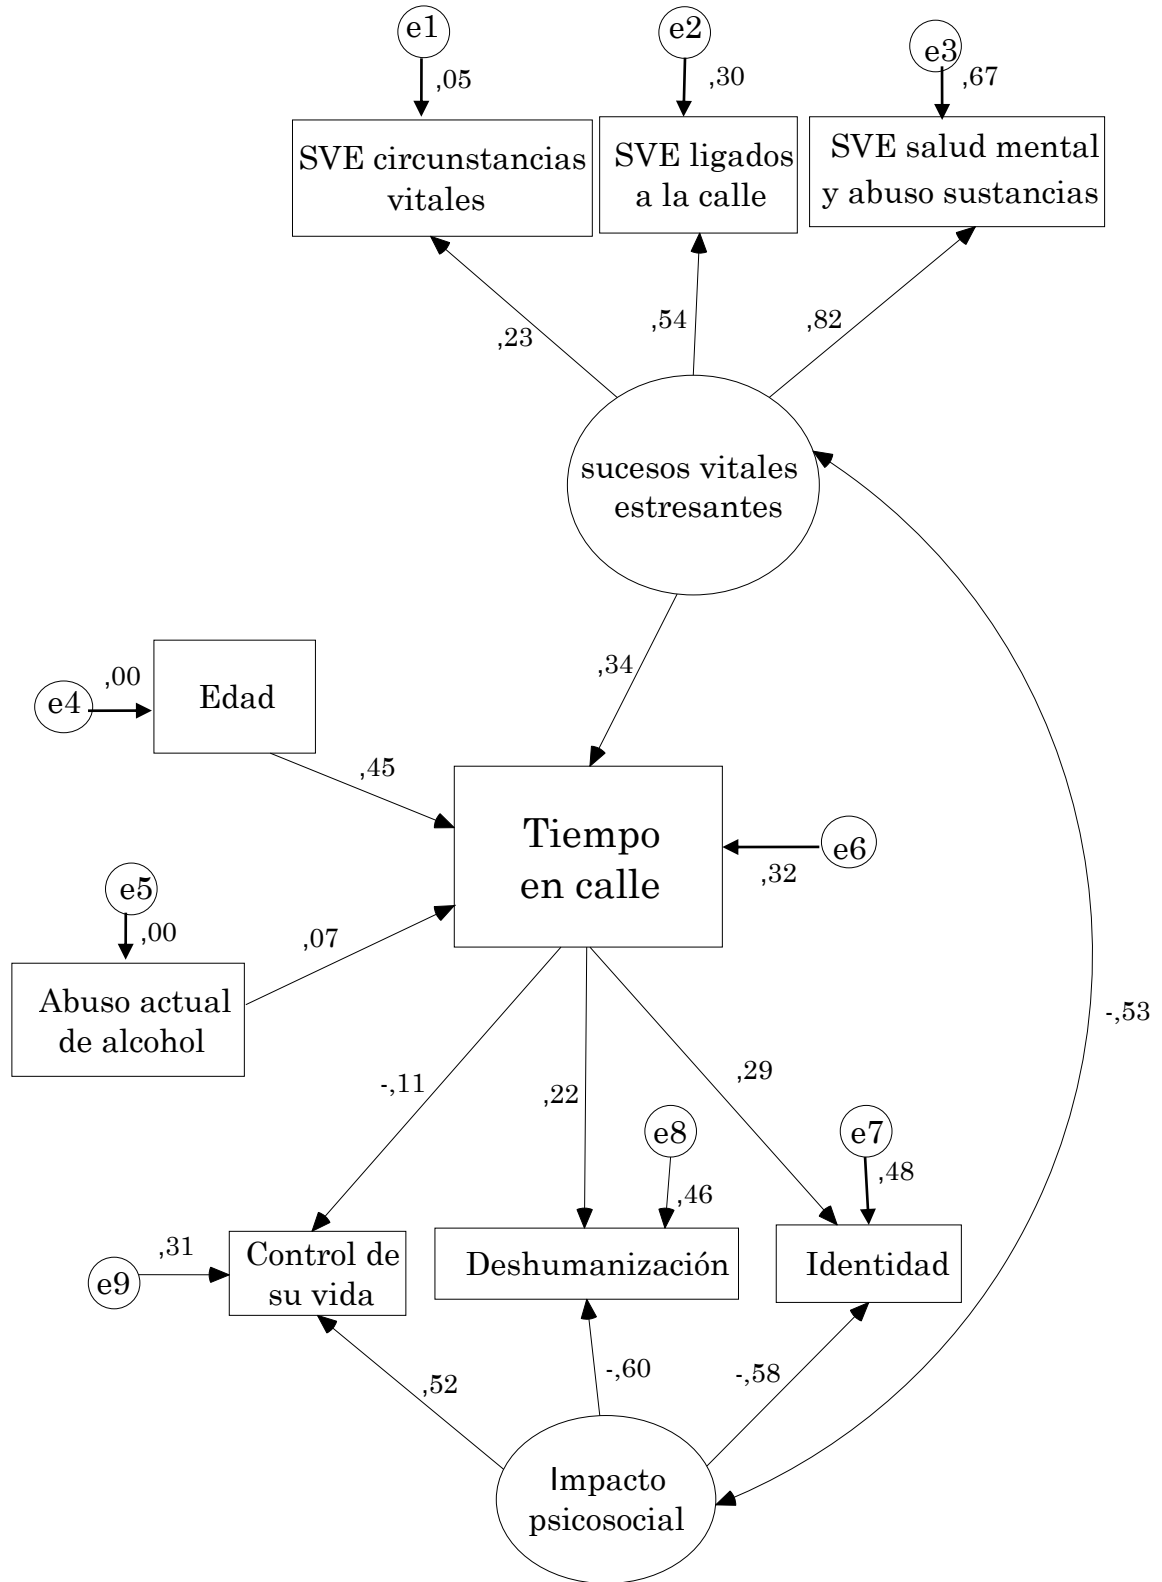 e1
e2
e3
,05
,30
,67
SVE circunstancias
vitales
SVE ligados
a la calle
SVE salud mental
y abuso sustancias
,23
,54
,82
sucesos vitales
estresantes
,34
,00
e4
Edad
,45
Tiempo
en calle
e6
,32
e5
,00
,07
Abuso actual
de alcohol
-,53
-,11
,22
,29
e8
e7
,46
,48
,31
e9
Control de
su vida
Deshumanización
Identidad
,52
-,60
-,58
Impacto
psicosocial